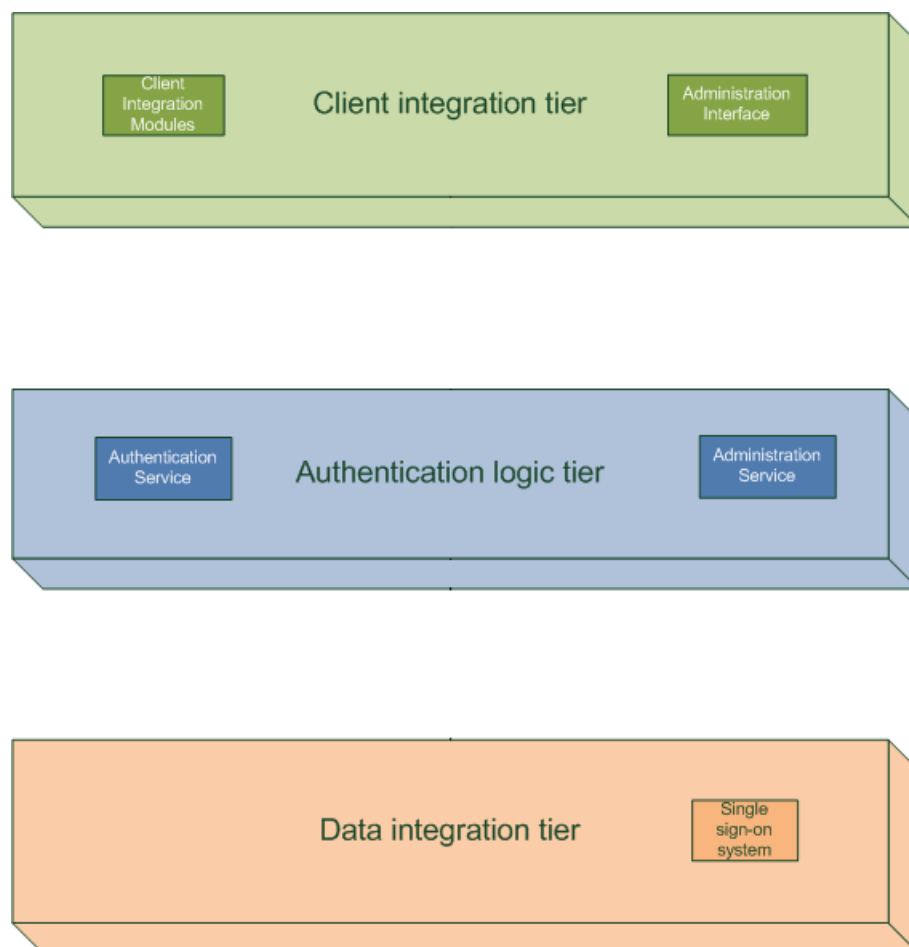 Client
Integration
Modules
Client integration tier
Administration
Interface
Authentication
Service
Authentication logic tier
Administration
Service
Data integration tier
Single
sign-on
system